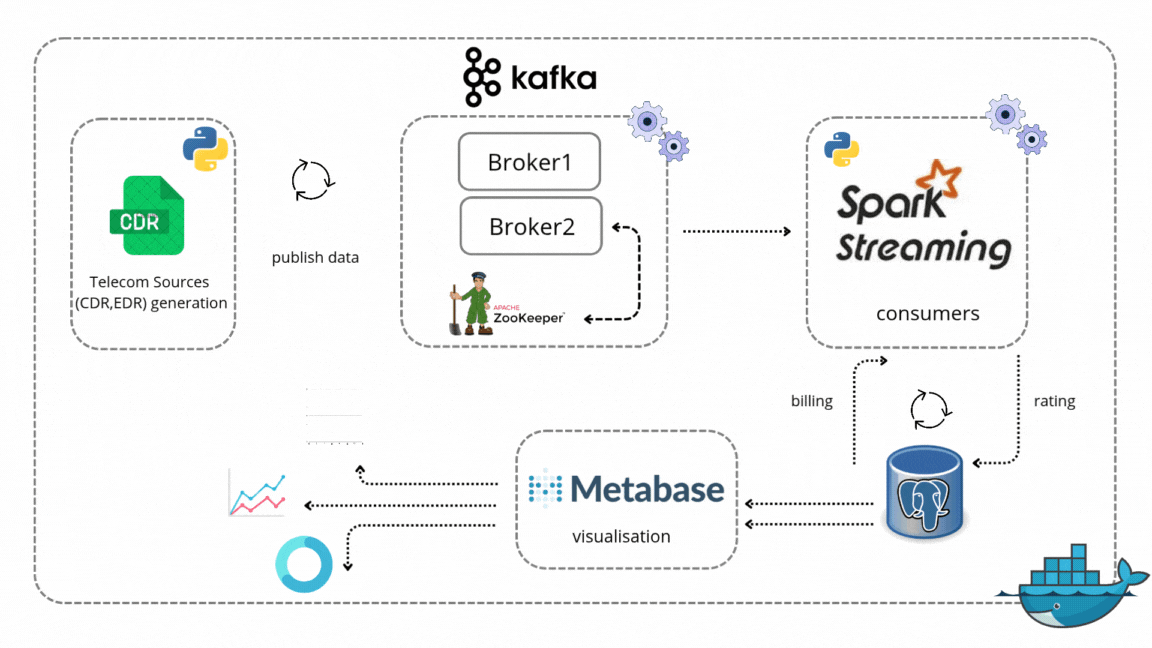 kafka
Broker1
Broker2
APACHE
ZooKeeper
CDR
Telecom Sources
(CDR,EDR) generation
publish data
Spark
Streaming
consumers
billing
rating
Metabase
visualisation